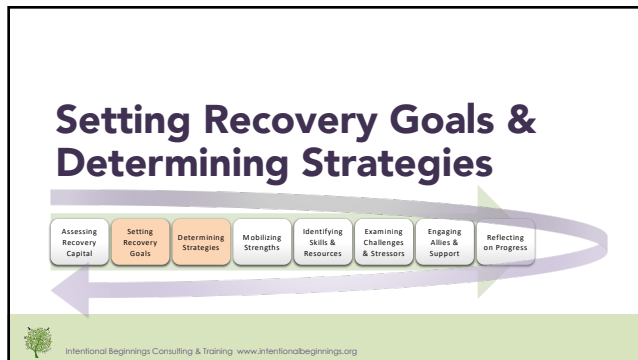 Setting Recovery Goals &
Determining Strategies
Assessing
Recovery
Capital
Setting
Recovery
Goals
Determining
Strategies
Mobilizing
Strengths
Identifying
Skills &
Resources
Examining
Challenges
& Stressors
Engaging
Allies &
Support
Reflecting
on Progress
Intentional Beginnings Consulting & Training www.intentionalbeginnings.org